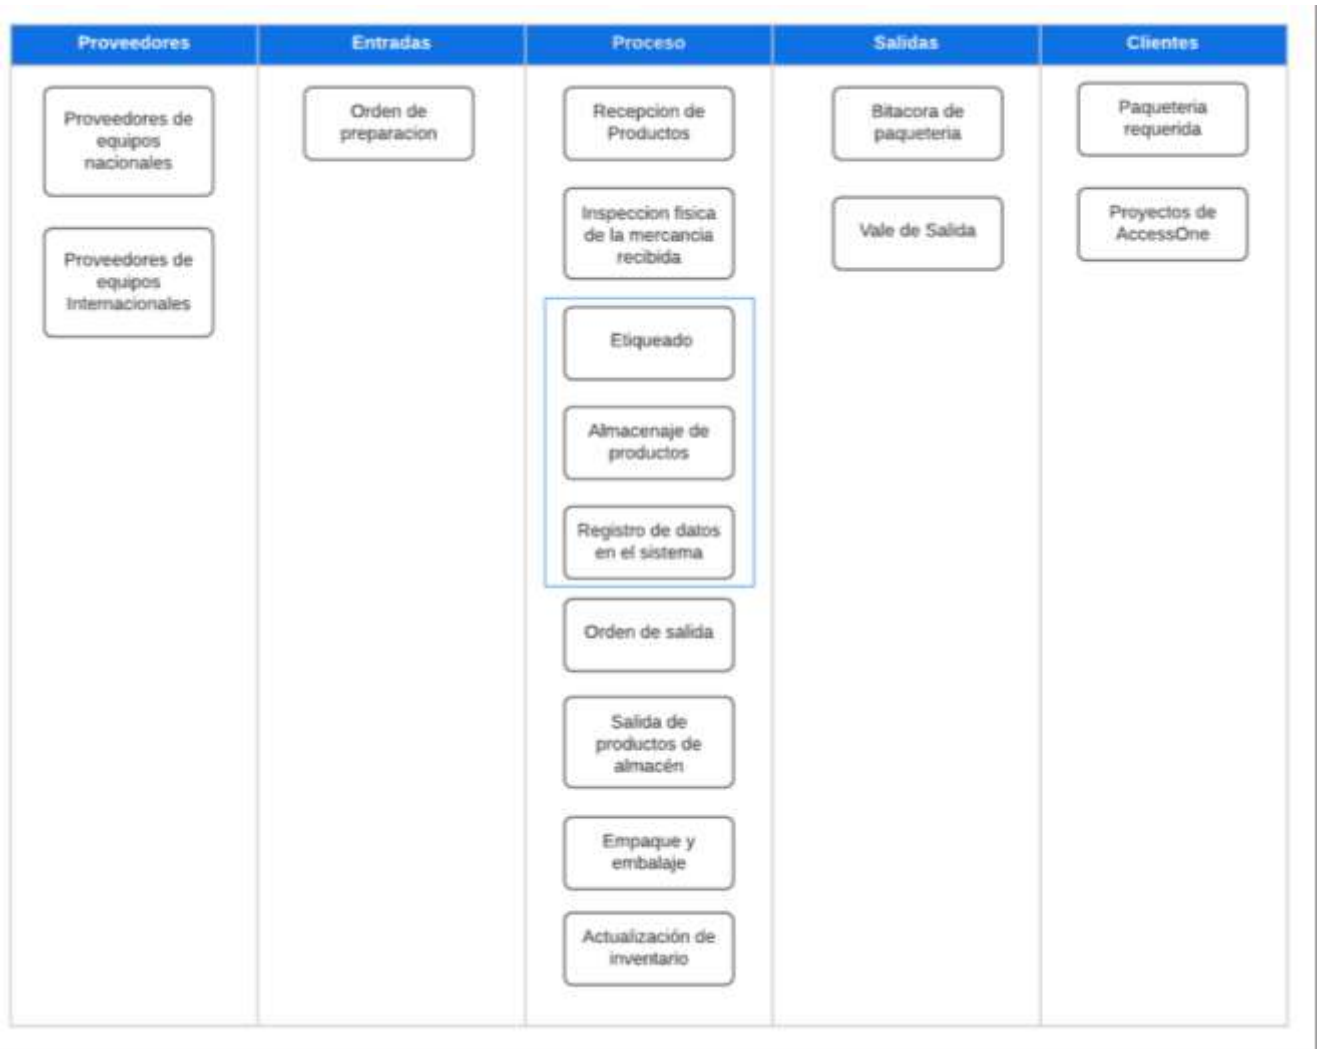 Proveedores
Entradas
Proceso
Salidas
Clientes
Proveedores de
equipos
nacionales
Proveedores de
equipos
Internacionales
Orden de
preparacion
Recepcion de
Productos
Inspeccion fisica
de la mercancia
recibida
Etiqueado
Almacenaje de
productos
Registro de datos
en el sistema
Orden de salida
Salida de
productos de
almacén
Empaque y
embalaje
Actualización de
inventario
Bitacora de
paqueteria
Vale de Salida
Paqueteria
requerida
Proyectos de
AccessOne